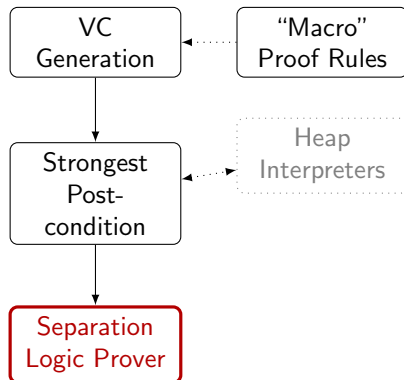 VC
Generation
“Macro”
Proof Rules
Strongest
Post-
condition
Heap
Interpreters
Separation
Logic Prover